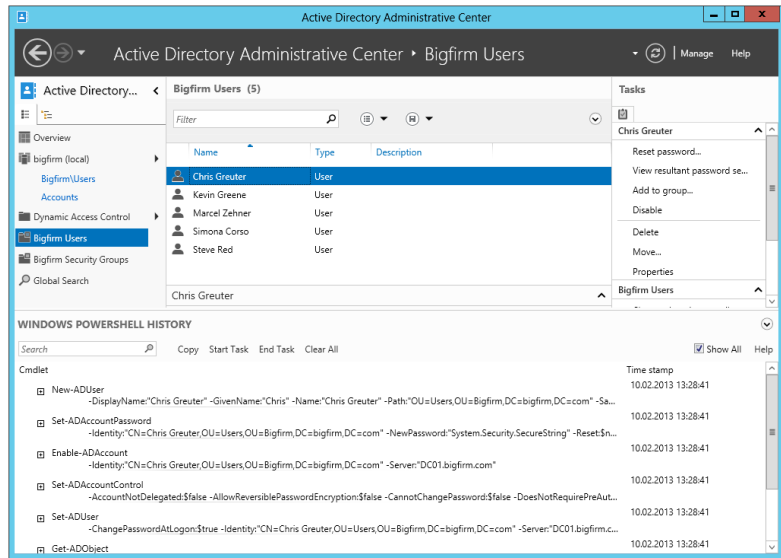 Active Directory Administrative Center
Active Directory Administrative Center • Bigfirm Users
Manage
Help
Active Directory...
Overview
bigfirm (local)
Bigfirm\Users
Accounts
Dynamic Access Control
Bigfirm Users
Bigfirm Security Groups
Global Search
Bigfirm Users (5)
Filter
Name Type Description
Chris Greuter User
Kevin Greene User
Marcel Zehner User
Simona Corso User
Steve Red User
Chris Greuter
Tasks
Chris Greuter
Reset password...
View resultant password se...
Add to group...
Disable
Delete
Move...
Properties
Bigfirm Users
WINDOWS POWERSHELL HISTORY
Search Copy Start Task End Task Clear All Show All Help
Cmdlet Time stamp
New-ADUser 10.02.2013 13:28:41
-DisplayName:"Chris Greuter" -GivenName:"Chris" -Name:"Chris Greuter" -Path:"OU=Users,OU=Bigfirm,DC=bigfirm,DC=com" -Sa...
Set-ADAccountPassword 10.02.2013 13:28:41
-Identity:"CN=Chris Greuter,OU=Users,OU=Bigfirm,DC=bigfirm,DC=com" -NewPassword:"System.Security.SecureString" -Reset:$n...
Enable-ADAccount 10.02.2013 13:28:41
-Identity:"CN=Chris Greuter,OU=Users,OU=Bigfirm,DC=bigfirm,DC=com" -Server:"DC01.bigfirm.com"
Set-ADAccountControl 10.02.2013 13:28:41
-AccountNotDelegated:$false -AllowReversiblePasswordEncryption:$false -CannotChangePassword:$false -DoesNotRequirePreAut...
Set-ADUser 10.02.2013 13:28:41
-ChangePasswordAtLogon:$true -Identity:"CN=Chris Greuter,OU=Users,OU=Bigfirm,DC=bigfirm,DC=com" -Server:"DC01.bigfirm.c...
Get-ADObject 10.02.2013 13:28:41